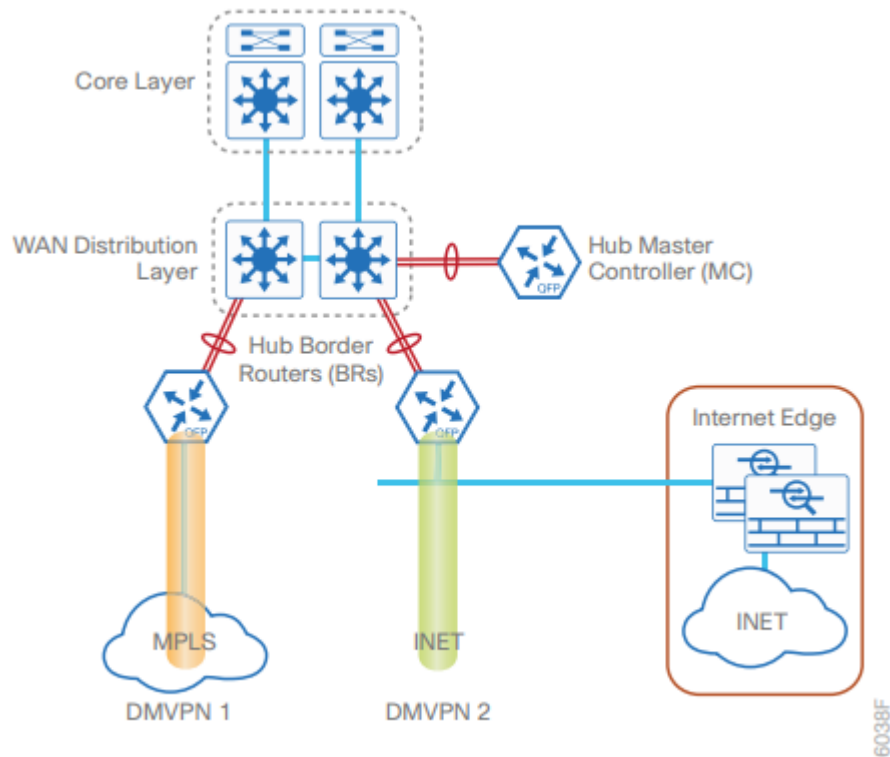 Core Layer
WAN Distribution
Layer
Hub Master
Controller (MC)
QFP
Hub Border
Routers (BRs)
QFP
QFP
Internet Edge
MPLS
INET
INET
DMVPN 1
DMVPN 2
6038F